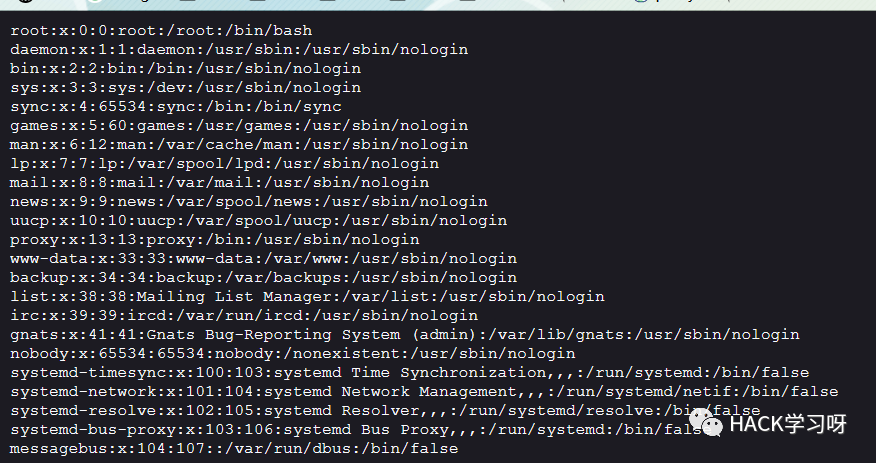 root:x:0:0:root:/root:/bin/bash
daemon:x:1:1:daemon:/usr/sbin:/usr/sbin/nologin
bin:x:2:2:bin:/bin:/usr/sbin/nologin
sys:x:3:3:sys:/dev:/usr/sbin/nologin
sync:x:4:65534:sync:/bin:/bin/sync
games:x:5:60:games:/usr/games:/usr/sbin/nologin
man:x:6:12:man:/var/cache/man:/usr/sbin/nologin
lp:x:7:7:lp:/var/spool/lpd:/usr/sbin/nologin
mail:x:8:8:mail:/var/mail:/usr/sbin/nologin
news:x:9:9:news:/var/spool/news:/usr/sbin/nologin
uucp:x:10:10:uucp:/var/spool/uucp:/usr/sbin/nologin
proxy:x:13:13:proxy:/bin:/usr/sbin/nologin
www-data:x:33:33:www-data:/var/www:/usr/sbin/nologin
backup:x:34:34:backup:/var/backups:/usr/sbin/nologin
list:x:38:38:Mailing List Manager:/var/list:/usr/sbin/nologin
irc:x:39:39:ircd:/var/run/ircd:/usr/sbin/nologin
gnats:x:41:41:Gnats Bug-Reporting System (admin):/var/lib/gnats:/usr/sbin/nologin
nobody:x:65534:65534:nobody:/nonexistent:/usr/sbin/nologin
systemd-timesync:x:100:103:systemd Time Synchronization,,,:/run/systemd:/bin/false
systemd-network:x:101:104:systemd Network Management,,,:/run/systemd/netif:/bin/false
systemd-resolve:x:102:105:systemd Resolver,,,:/run/systemd/resolve:/bin/false
systemd-bus-proxy:x:103:106:systemd Bus Proxy,,,:/run/systemd:/bin/false
messagebus:x:104:107::/var/run/dbus:/bin/false
HACK学习呀